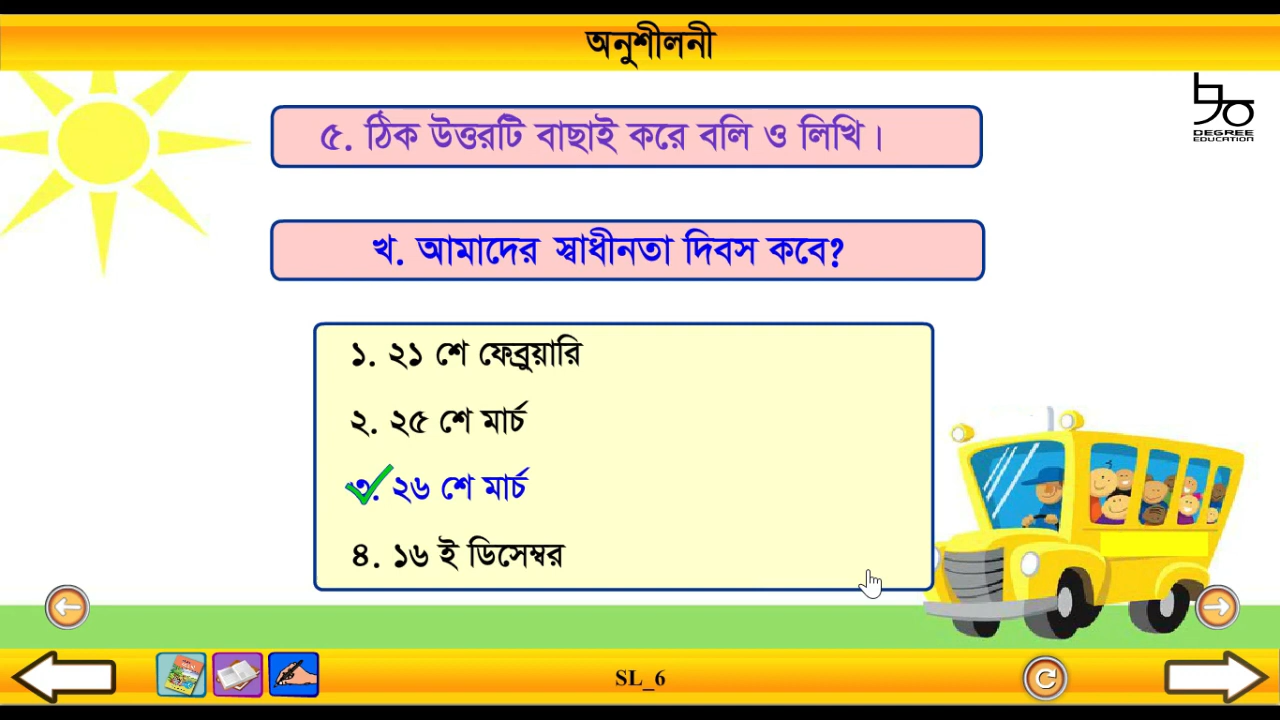 অনুশীলনী
৫. ঠিক উত্তরটি বাছাই করে বলি ও লিখি।
DEGREE
EDUCATION
খ. আমাদের স্বাধীনতা দিবস কবে?
১. ২১ শে ফেব্রুয়ারি
২. ২৫ শে মার্চ
৩. ২৬ শে মার্চ
৪. ১৬ ই ডিসেম্বর
SL_6